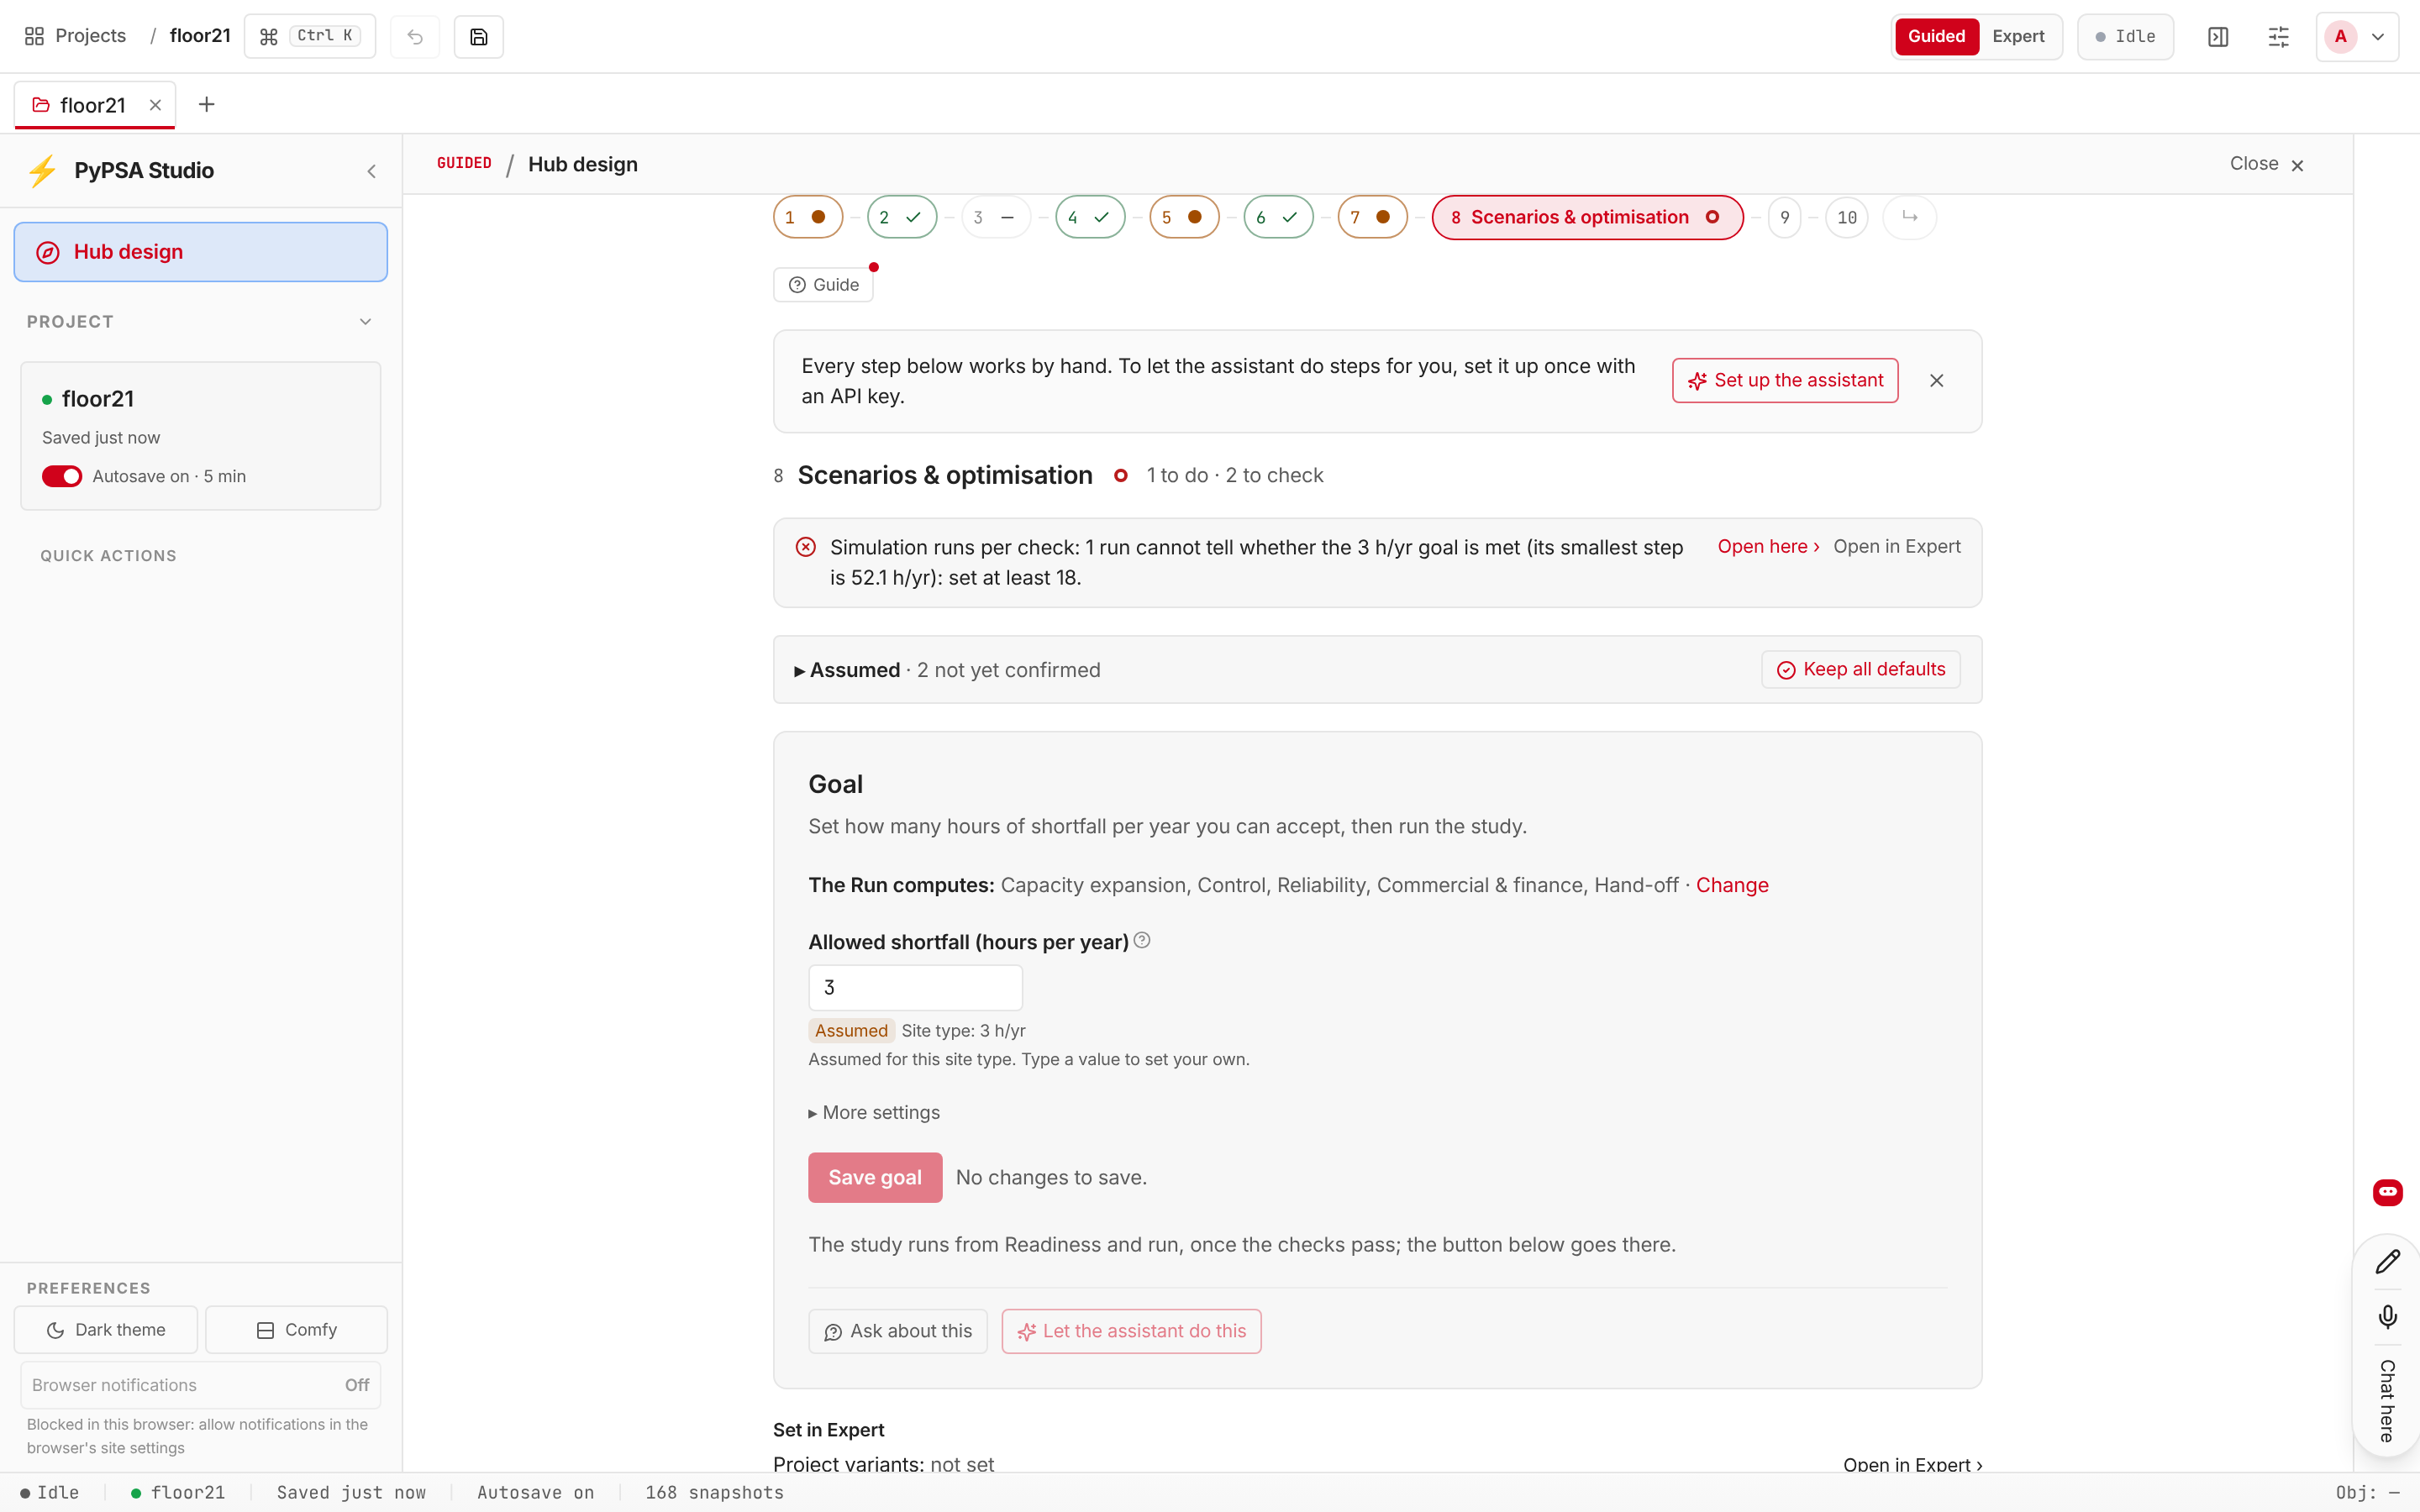 Projects / floor21 ⌘ Ctrl K
Guided Expert Idle A
floor21
PyPSA Studio
Hub design
PROJECT
floor21
Saved just now
Autosave on · 5 min
QUICK ACTIONS
PREFERENCES
Dark theme Comfy
Browser notifications Off
Blocked in this browser: allow notifications in the
browser's site settings
GUIDED / Hub design
Close
1 2 3 4 5 6 7 8 Scenarios & optimisation 9 10
Guide
Every step below works by hand. To let the assistant do steps for you, set it up once with
an API key.
Set up the assistant
8 Scenarios & optimisation 1 to do · 2 to check
Simulation runs per check: 1 run cannot tell whether the 3 h/yr goal is met (its smallest step
is 52.1 h/yr): set at least 18.
Open here › Open in Expert
Assumed · 2 not yet confirmed
Keep all defaults
Goal
Set how many hours of shortfall per year you can accept, then run the study.
The Run computes: Capacity expansion, Control, Reliability, Commercial & finance, Hand-off · Change
Allowed shortfall (hours per year)
3
Assumed Site type: 3 h/yr
Assumed for this site type. Type a value to set your own.
More settings
Save goal No changes to save.
The study runs from Readiness and run, once the checks pass; the button below goes there.
Ask about this Let the assistant do this
Set in Expert
Project variants: not set Open in Expert ›
Chat here
Idle floor21 Saved just now Autosave on 168 snapshots Obj: —